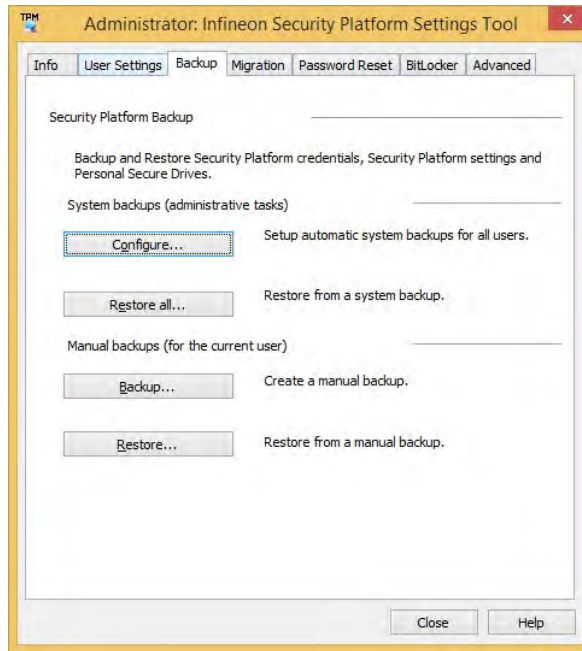 TPM
Administrator: Infineon Security Platform Settings Tool
Info User Settings Backup Migration Password Reset BitLocker Advanced
Security Platform Backup
Backup and Restore Security Platform credentials, Security Platform settings and
Personal Secure Drives.
System backups (administrative tasks)
Configure... Setup automatic system backups for all users.
Restore all... Restore from a system backup.
Manual backups (for the current user)
Backup... Create a manual backup.
Restore... Restore from a manual backup.
Close Help